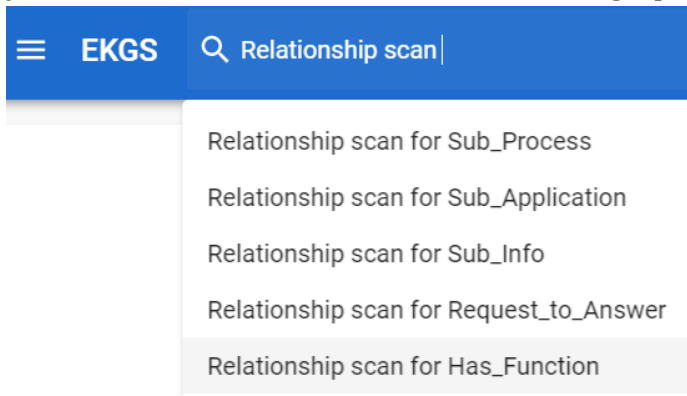 EKGS Relationship scan
Relationship scan for Sub_Process
Relationship scan for Sub_Application
Relationship scan for Sub_Info
Relationship scan for Request_to_Answer
Relationship scan for Has_Function